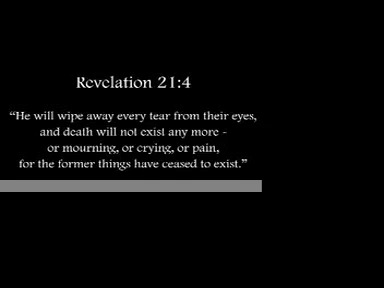 Revelation 21:4
“He will wipe away every tear from their eyes,
and death will not exist any more -
or mourning, or crying, or pain,
for the former things have ceased to exist.”